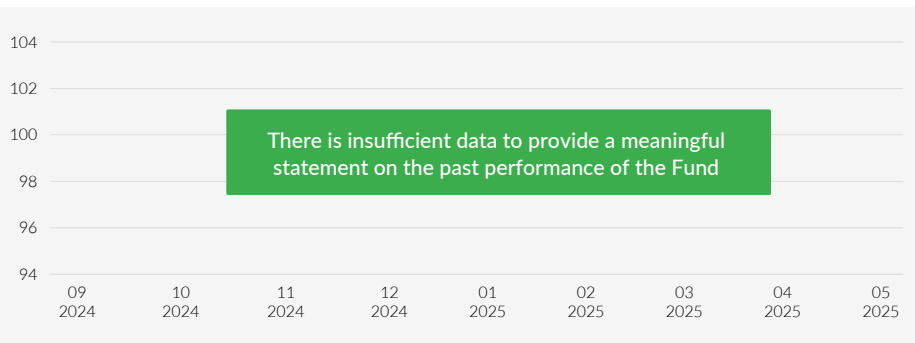 104
102
100
98
96
94
There is insufficient data to provide a meaningful
statement on the past performance of the Fund
09 10 11 12 01 02 03 04 05
2024 2024 2024 2024 2025 2025 2025 2025 2025